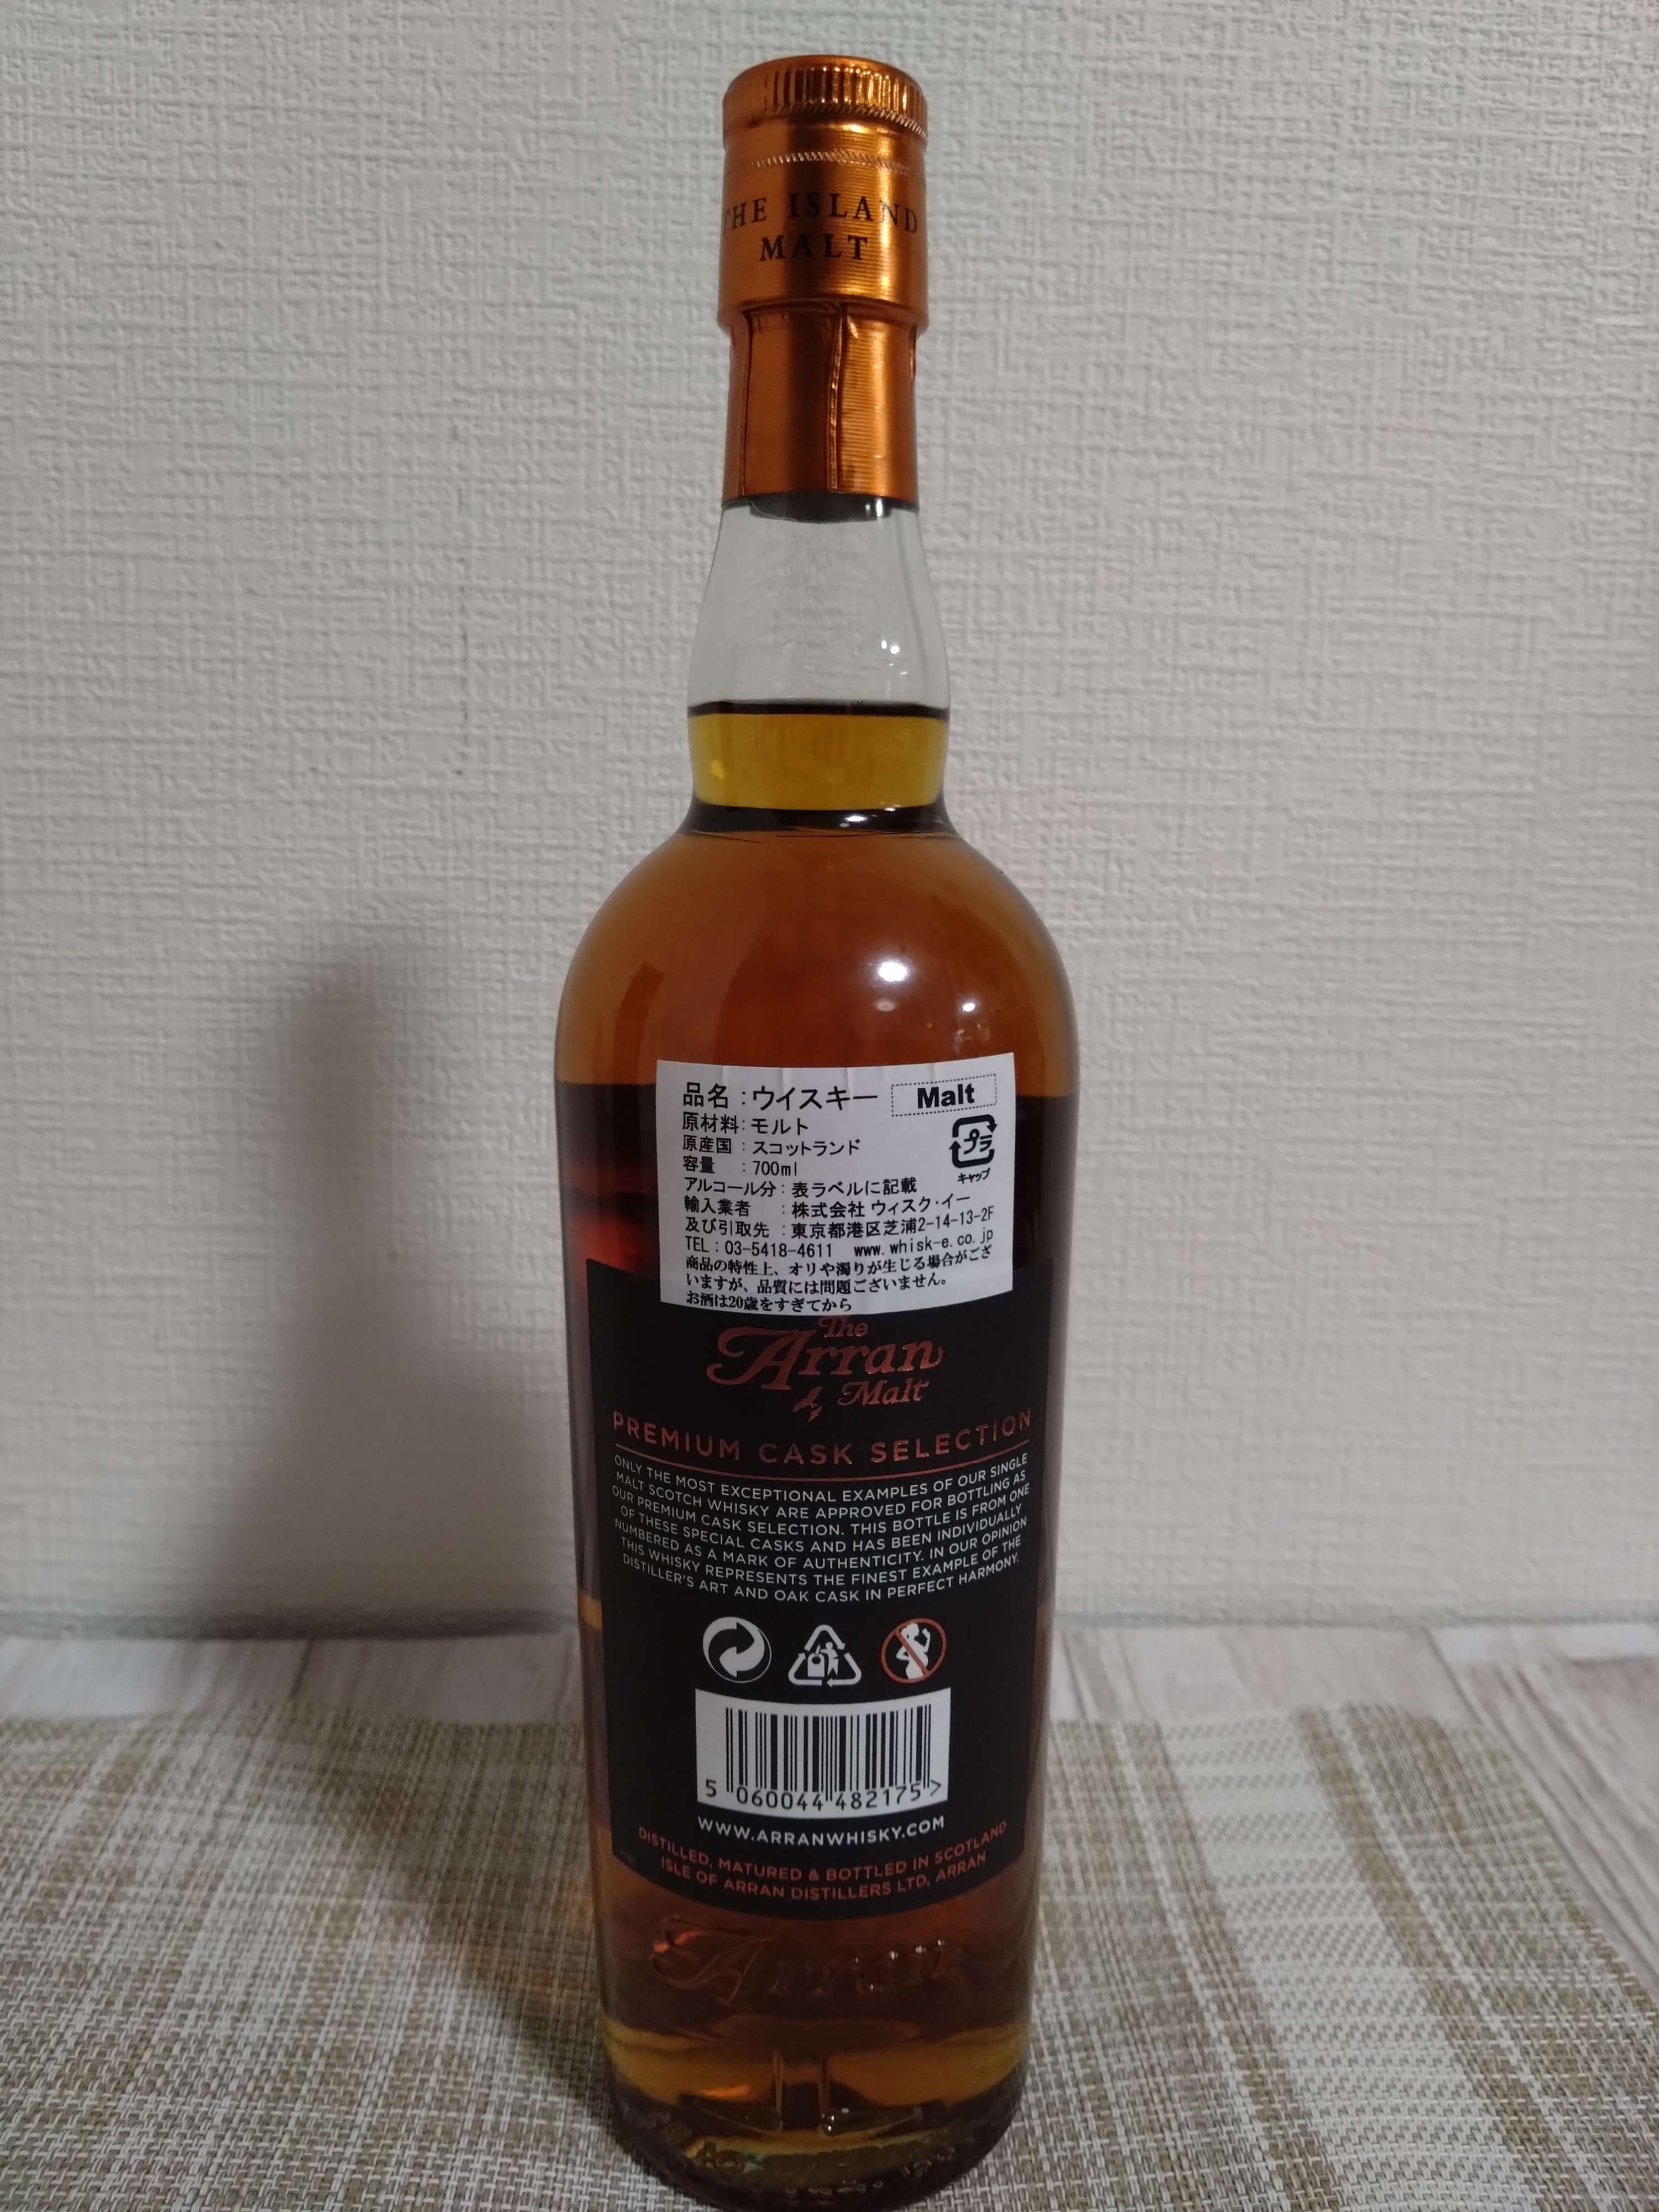 THE ISLAND
MALT
品名:ウイスキー Malt
原材料:モルト
原産国:スコットランド
容量:700ml
プラ
キャップ
アルコール分:表ラベルに記載
輸入業者:株式会社 ウィスク・イー
及び引取先:東京都港区芝浦2-14-13-2F
TEL:03-5418-4611 www.whisk-e.co.jp
商品の特性上、オリや濁りが生じる場合がござ
いますが、品質には問題ございません。
お酒は20歳をすぎてから
The
Arran
Malt
PREMIUM CASK SELECTION
ONLY THE MOST EXCEPTIONAL EXAMPLES OF OUR SINGLE
MALT SCOTCH WHISKY ARE APPROVED FOR BOTTLING AS
OUR PREMIUM CASK SELECTION. THIS BOTTLE IS FROM ONE
OF THESE SPECIAL CASKS AND HAS BEEN INDIVIDUALLY
NUMBERED AS A MARK OF AUTHENTICITY. IN OUR OPINION
THIS WHISKY REPRESENTS THE FINEST EXAMPLE OF THE
DISTILLER'S ART AND OAK CASK IN PERFECT HARMONY.
5 060044 482175 >
WWW.ARRANWHISKY.COM
DISTILLED, MATURED & BOTTLED IN SCOTLAND
ISLE OF ARRAN DISTILLERS LTD, ARRAN
Arran